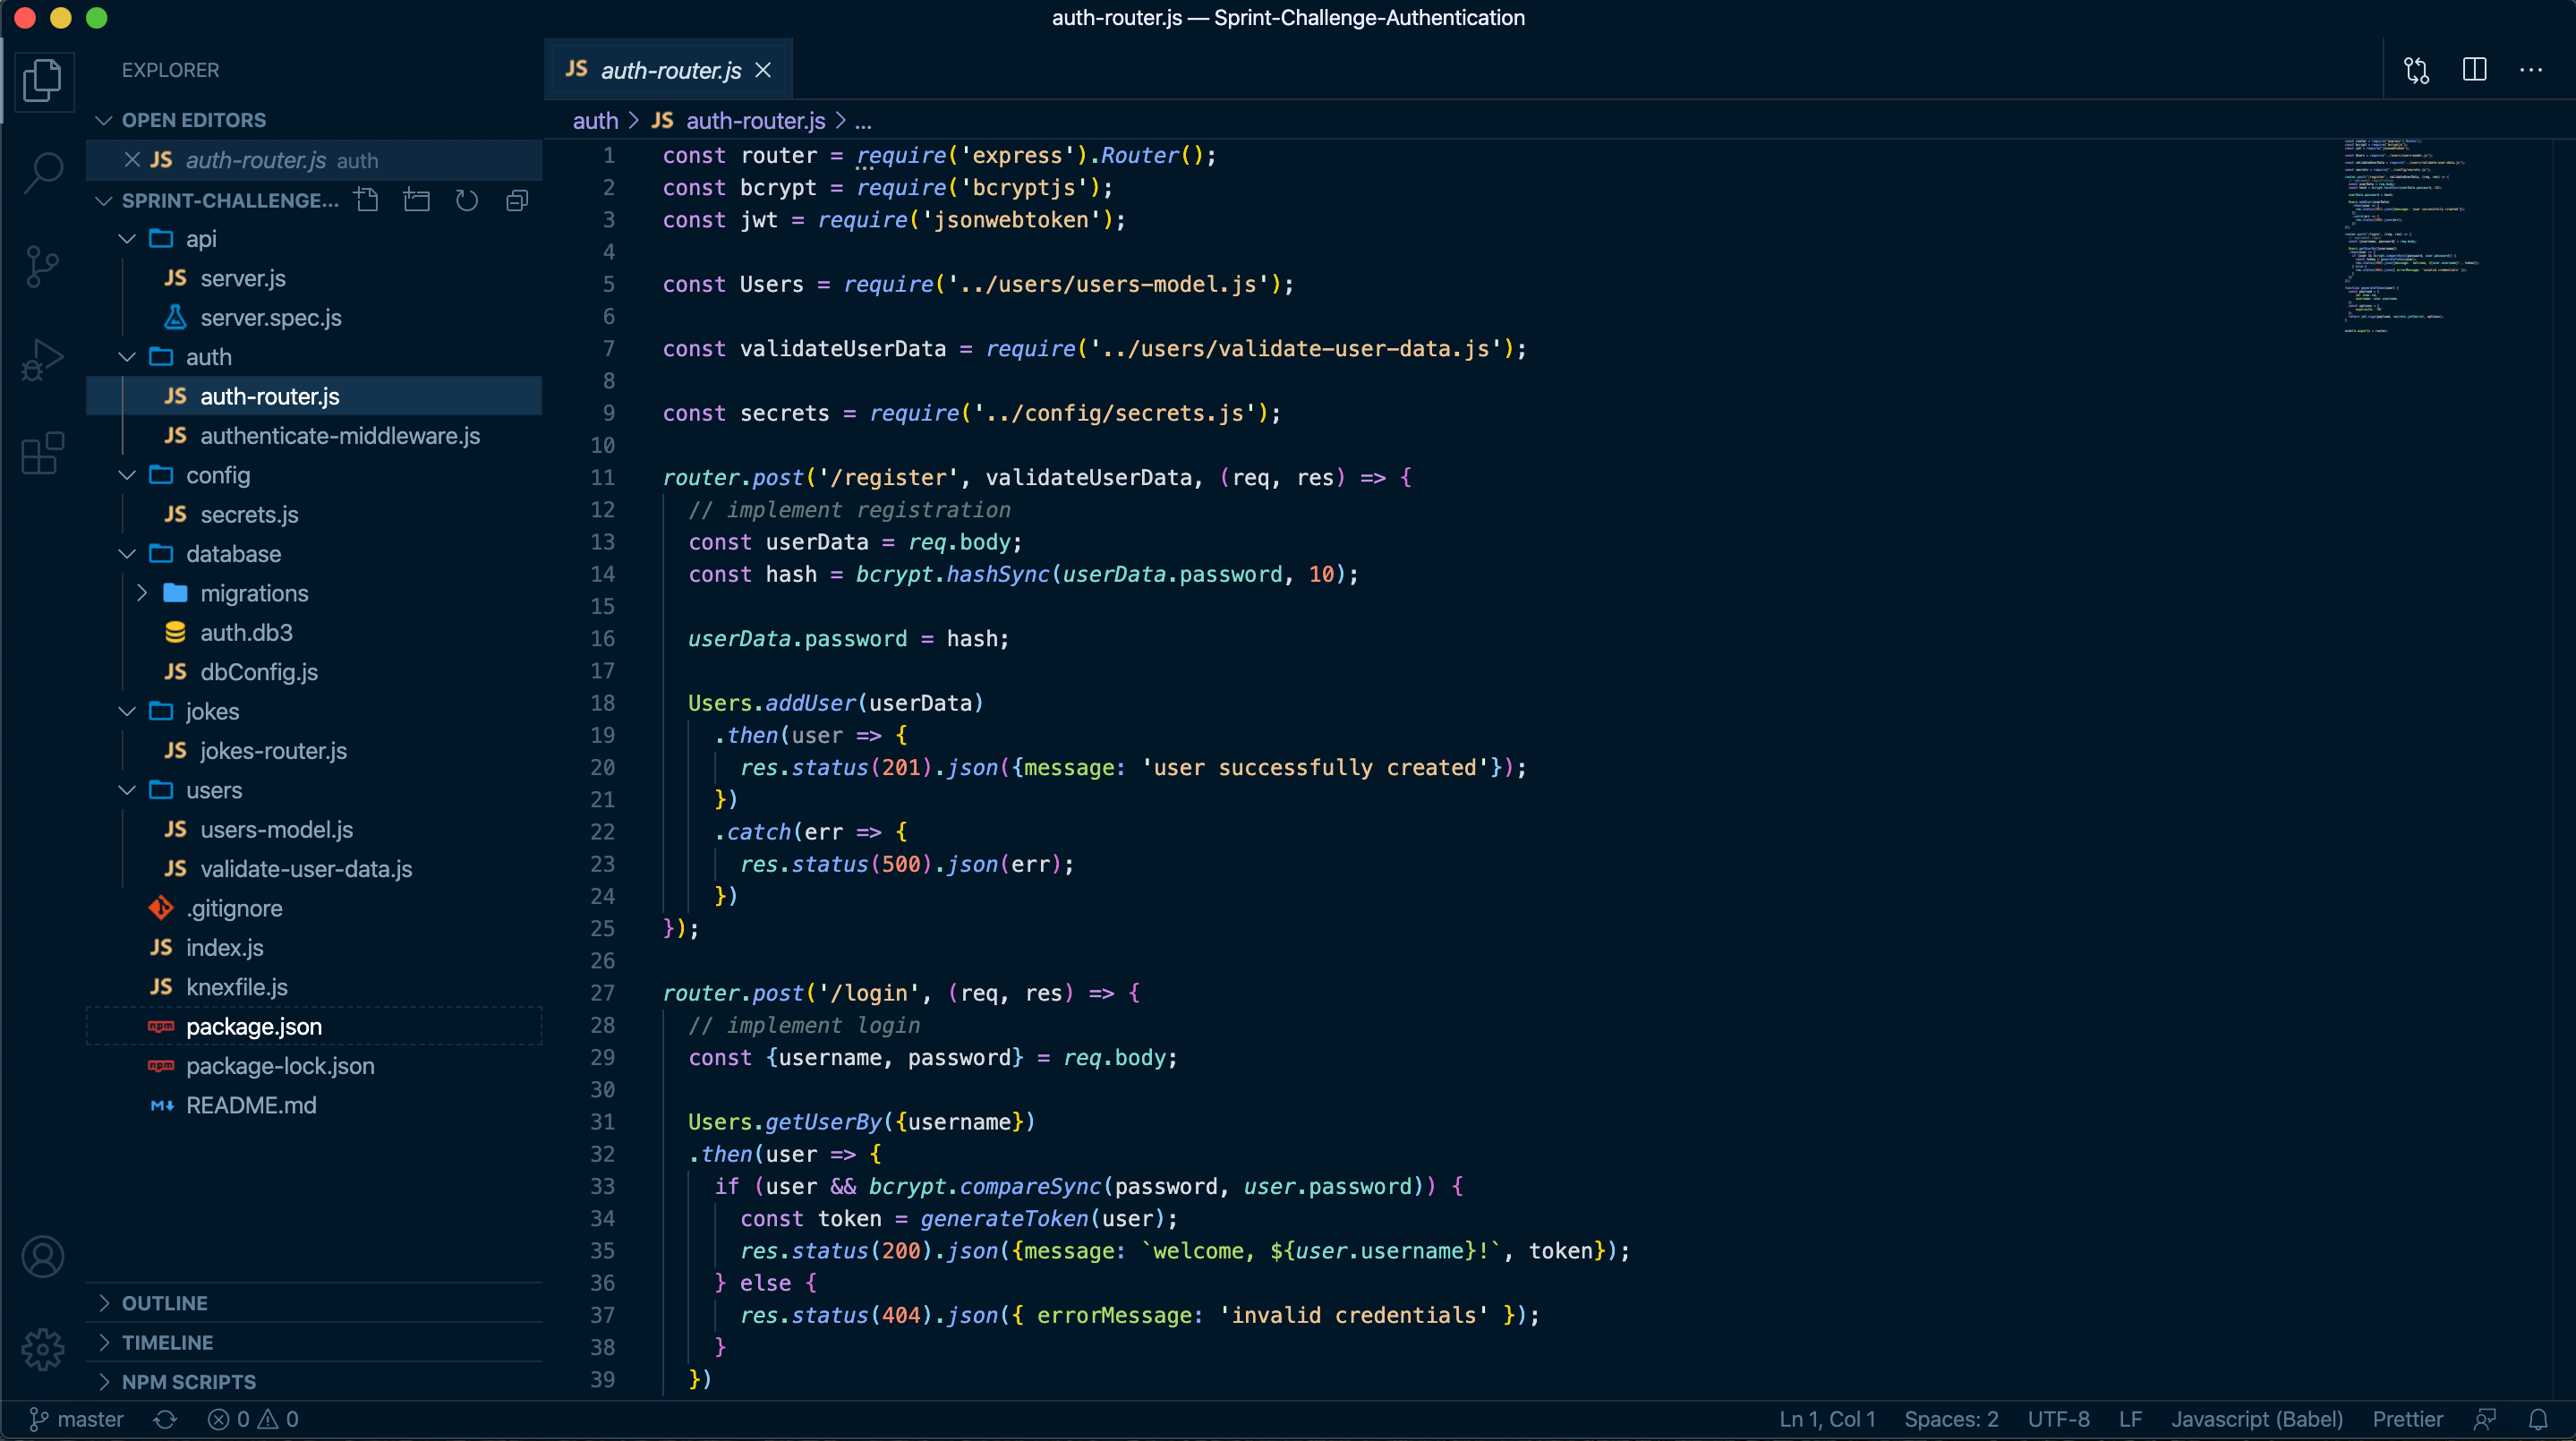 auth-router.js — Sprint-Challenge-Authentication
EXPLORER
OPEN EDITORS
JS auth-router.js auth
SPRINT-CHALLENGE...
api
JS server.js
server.spec.js
auth
JS auth-router.js
JS authenticate-middleware.js
config
JS secrets.js
database
migrations
auth.db3
JS dbConfig.js
jokes
JS jokes-router.js
users
JS users-model.js
JS validate-user-data.js
.gitignore
JS index.js
JS knexfile.js
npm package.json
npm package-lock.json
M README.md
OUTLINE
TIMELINE
NPM SCRIPTS
JS auth-router.js
auth > JS auth-router.js > ...
1 const router = require('express').Router();
2 const bcrypt = require('bcryptjs');
3 const jwt = require('jsonwebtoken');
4
5 const Users = require('../users/users-model.js');
6
7 const validateUserData = require('../users/validate-user-data.js');
8
9 const secrets = require('../config/secrets.js');
10
11 router.post('/register', validateUserData, (req, res) => {
12 // implement registration
13 const userData = req.body;
14 const hash = bcrypt.hashSync(userData.password, 10);
15
16 userData.password = hash;
17
18 Users.addUser(userData)
19 .then(user => {
20 res.status(201).json({message: 'user successfully created'});
21 })
22 .catch(err => {
23 res.status(500).json(err);
24 })
25 });
26
27 router.post('/login', (req, res) => {
28 // implement login
29 const {username, password} = req.body;
30
31 Users.getUserBy({username})
32 .then(user => {
33 if (user && bcrypt.compareSync(password, user.password)) {
34 const token = generateToken(user);
35 res.status(200).json({message: `welcome, ${user.username}!`, token});
36 } else {
37 res.status(404).json({ errorMessage: 'invalid credentials' });
38 }
39 })
master 0 0 Ln 1, Col 1 Spaces: 2 UTF-8 LF Javascript (Babel) Prettier